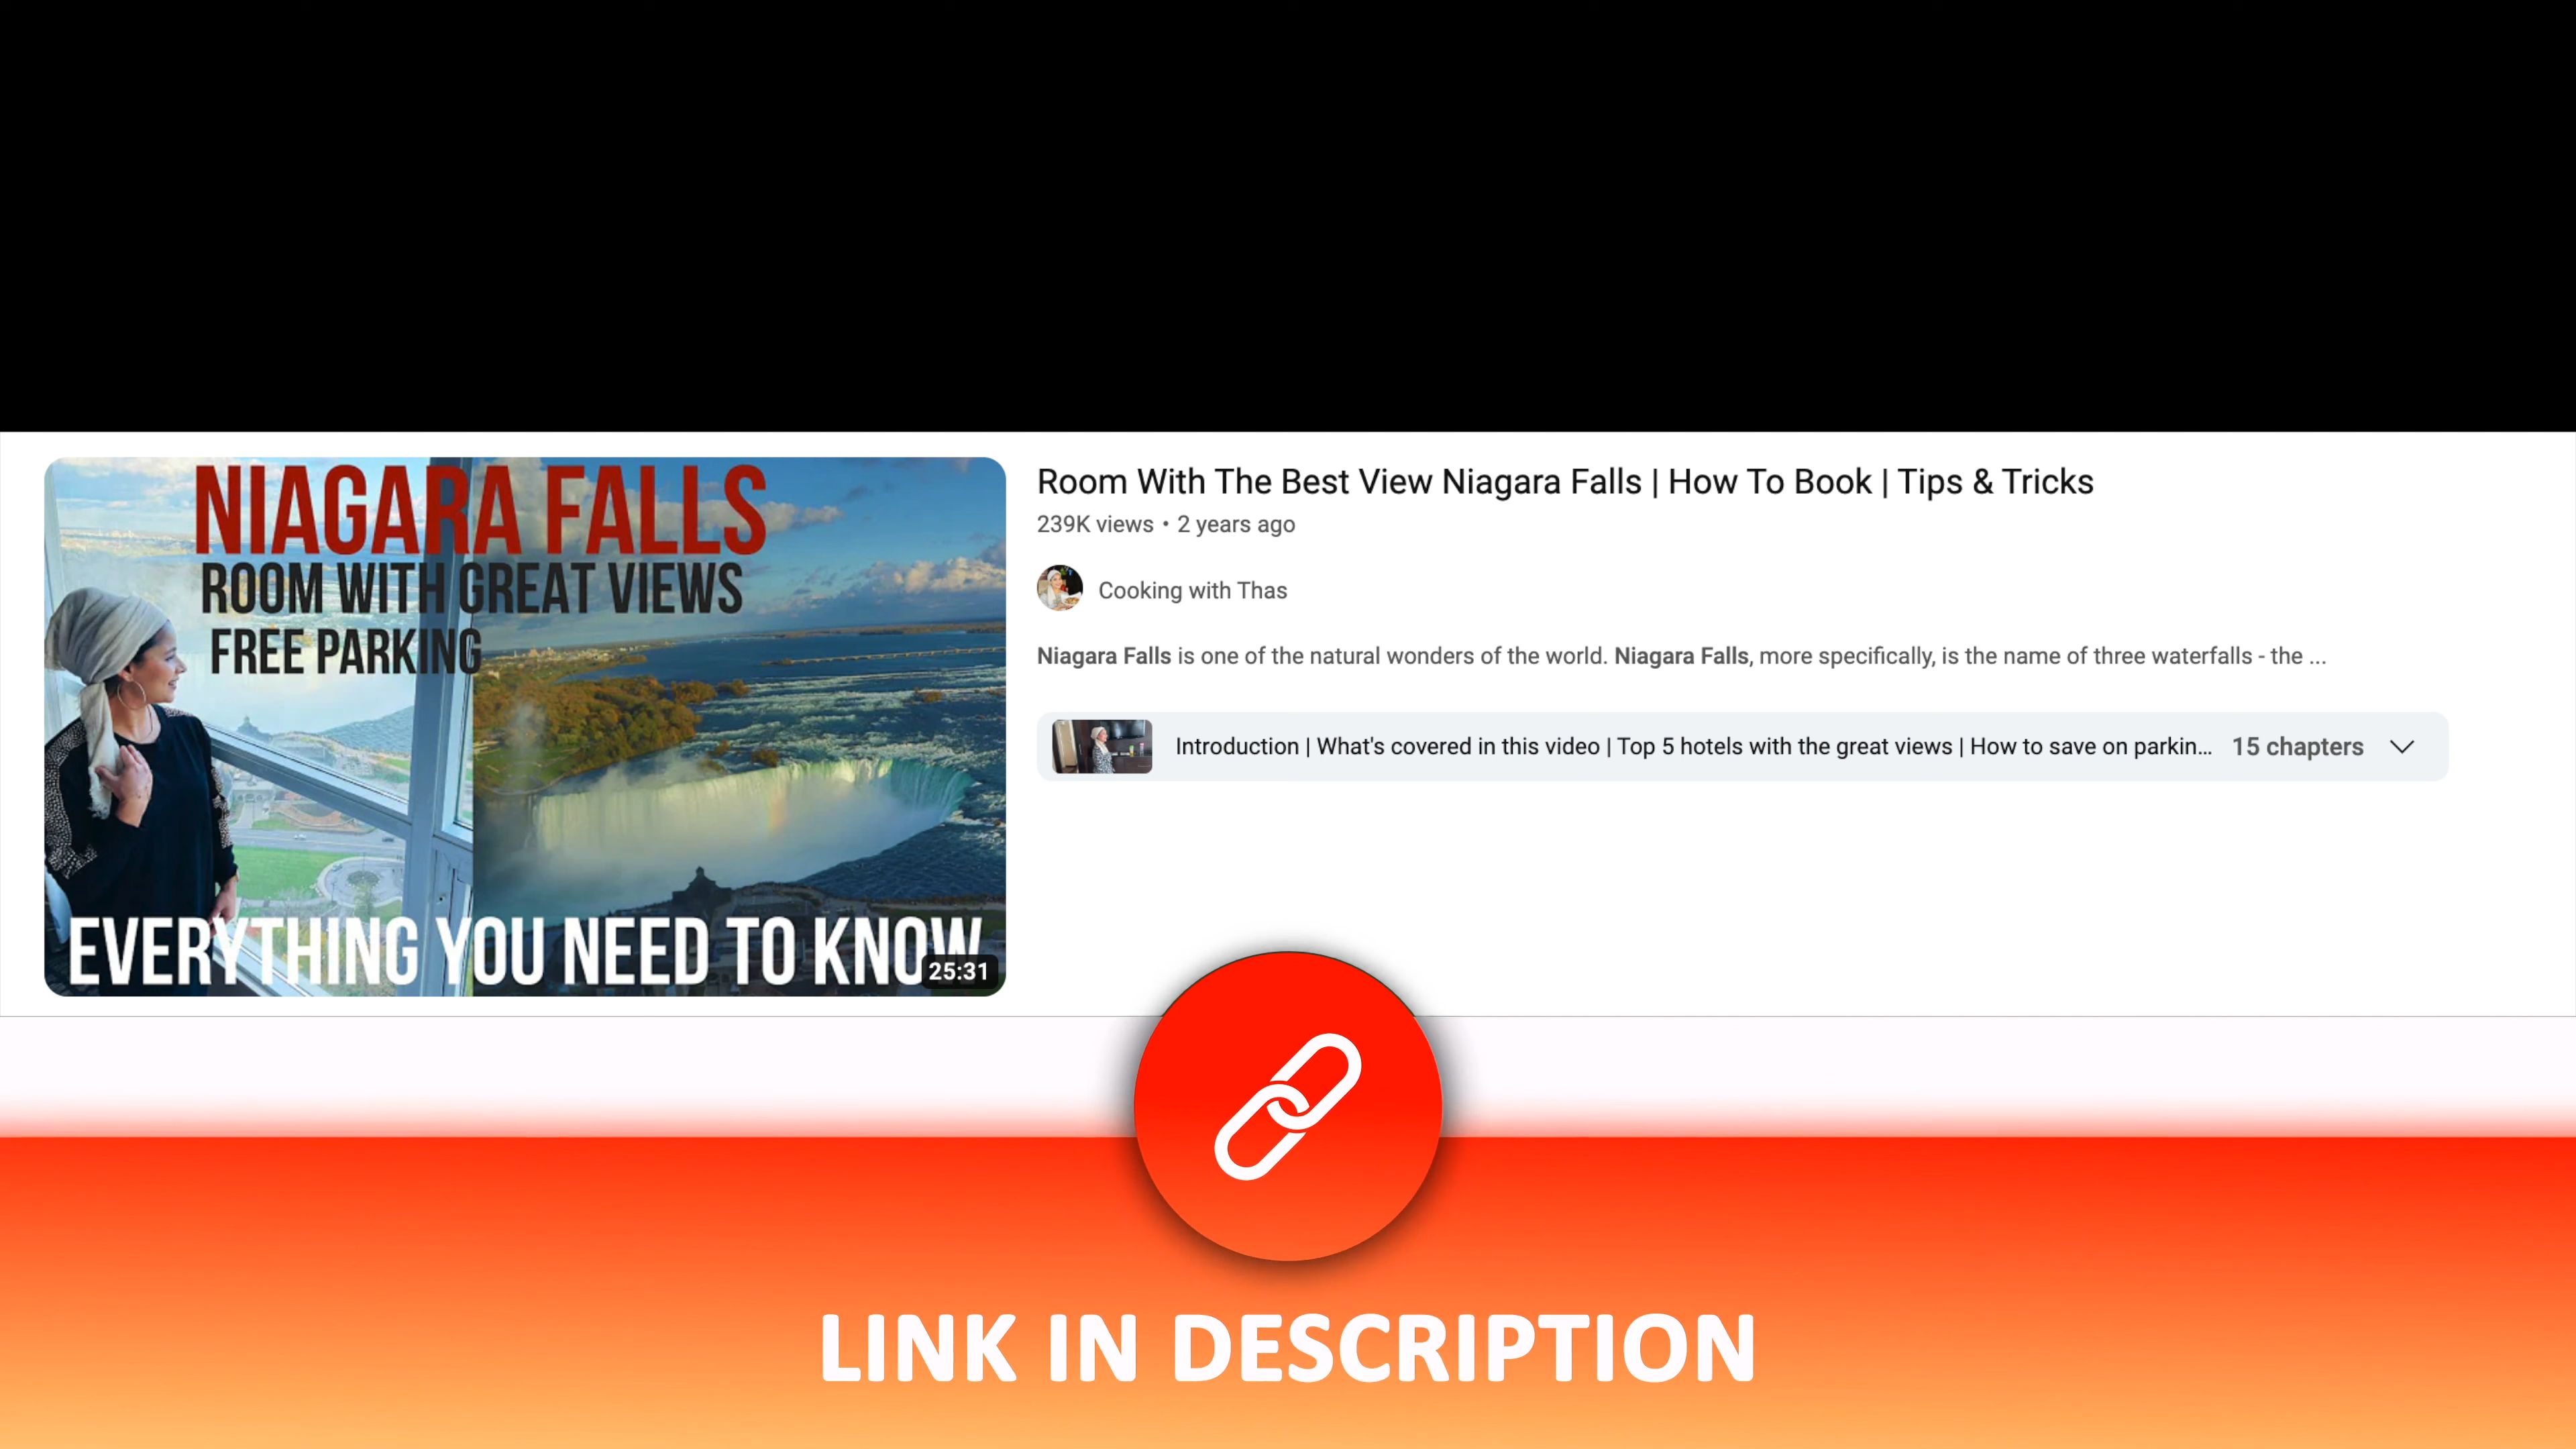 NIAGARA FALLS
ROOM WITH GREAT VIEWS
FREE PARKING
EVERYTHING YOU NEED TO KNOW
25:31
Room With The Best View Niagara Falls | How To Book | Tips & Tricks
239K views • 2 years ago
Cooking with Thas
Niagara Falls is one of the natural wonders of the world. Niagara Falls, more specifically, is the name of three waterfalls - the ...
Introduction | What's covered in this video | Top 5 hotels with the great views | How to save on parkin... 15 chapters
LINK IN DESCRIPTION